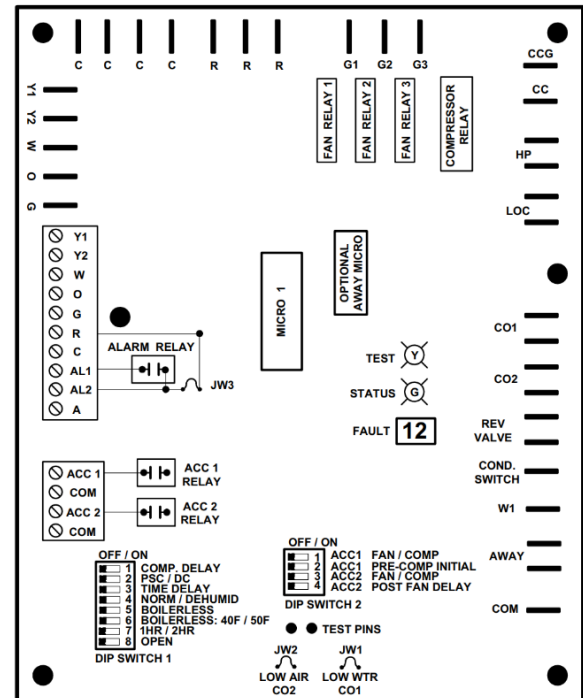 C C C C R R R G1 G2 G3
CCG
CC
HP
LOC
Y1
Y2
W
O
G
FAN RELAY 1
FAN RELAY 2
FAN RELAY 3
COMPRESSOR
RELAY
Y1
Y2
W
O
G
R
C
AL1
AL2
A
ALARM RELAY
JW3
MICRO 1
OPTIONAL
AWAY MICRO
TEST Y
STATUS G
FAULT 12
CO1
CO2
REV
VALVE
COND.
SWITCH
W1
AWAY
COM
ACC 1
COM
ACC 2
COM
ACC 1
RELAY
ACC 2
RELAY
OFF / ON
1 COMP. DELAY
2 PSC / DC
3 TIME DELAY
4 NORM / DEHUMID
5 BOILERLESS
6 BOILERLESS: 40F / 50F
7 1HR / 2HR
8 OPEN
DIP SWITCH 1
OFF / ON
1 ACC1 FAN / COMP
2 ACC1 PRE-COMP INITIAL
3 ACC2 FAN / COMP
4 ACC2 POST FAN DELAY
DIP SWITCH 2
TEST PINS
JW2
LOW AIR
CO2
JW1
LOW WTR
CO1